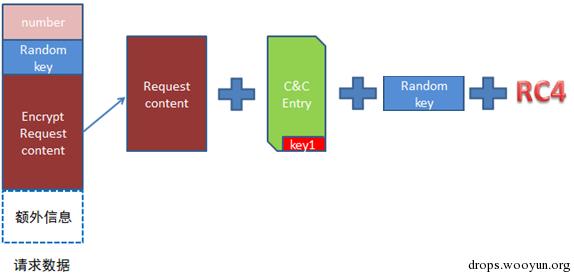 number
Random
key
Encrypt
Request
content
额外信息
请求数据
Request
content
C&C
Entry
key1
Random
key
RC4
drops.wooyun.org